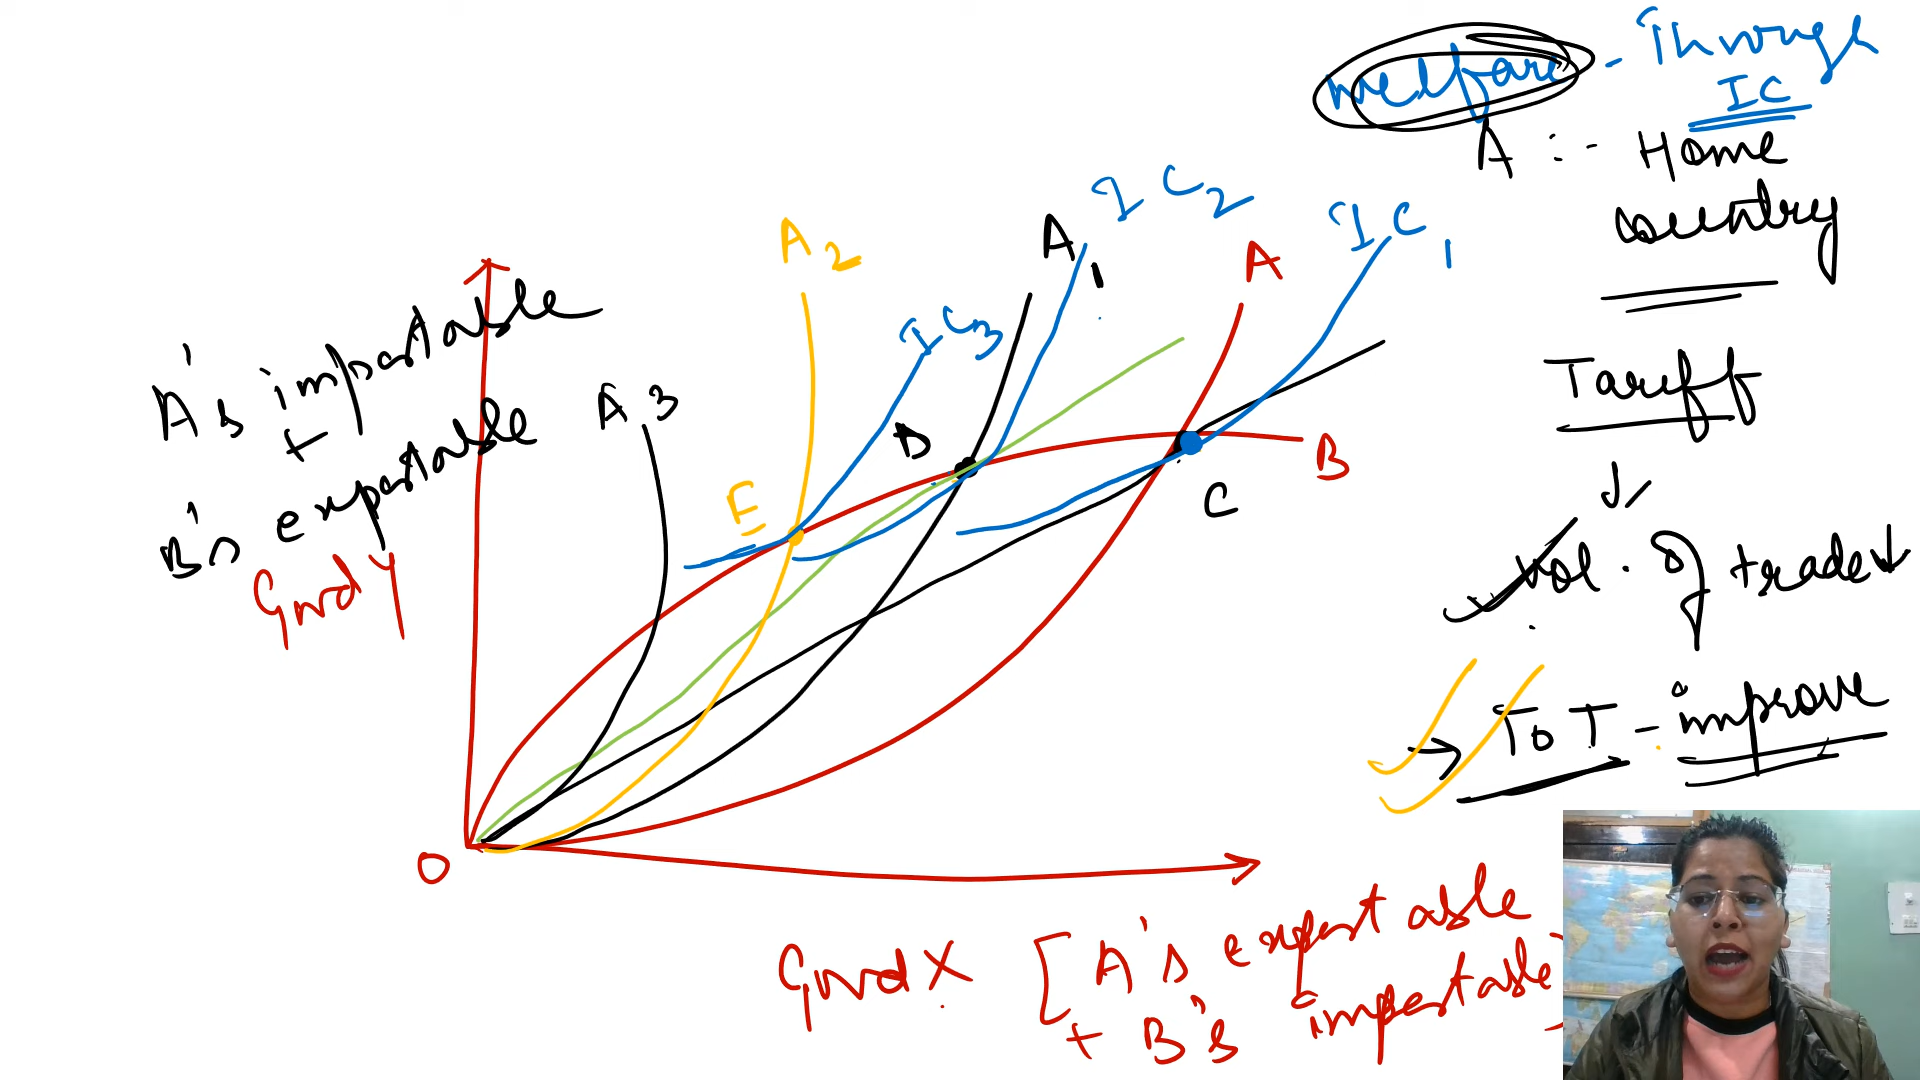 welfare - Through
IC
A :- Home
country
Tariff
↓
Vol. of trade↓
→ ToT - improve
A's importable
+
B's exportable
Good Y
A3
A2
IC3
A1
IC2
A
IC1
B
D
E
C
O
Good X [A's exportable
+ B's importable]